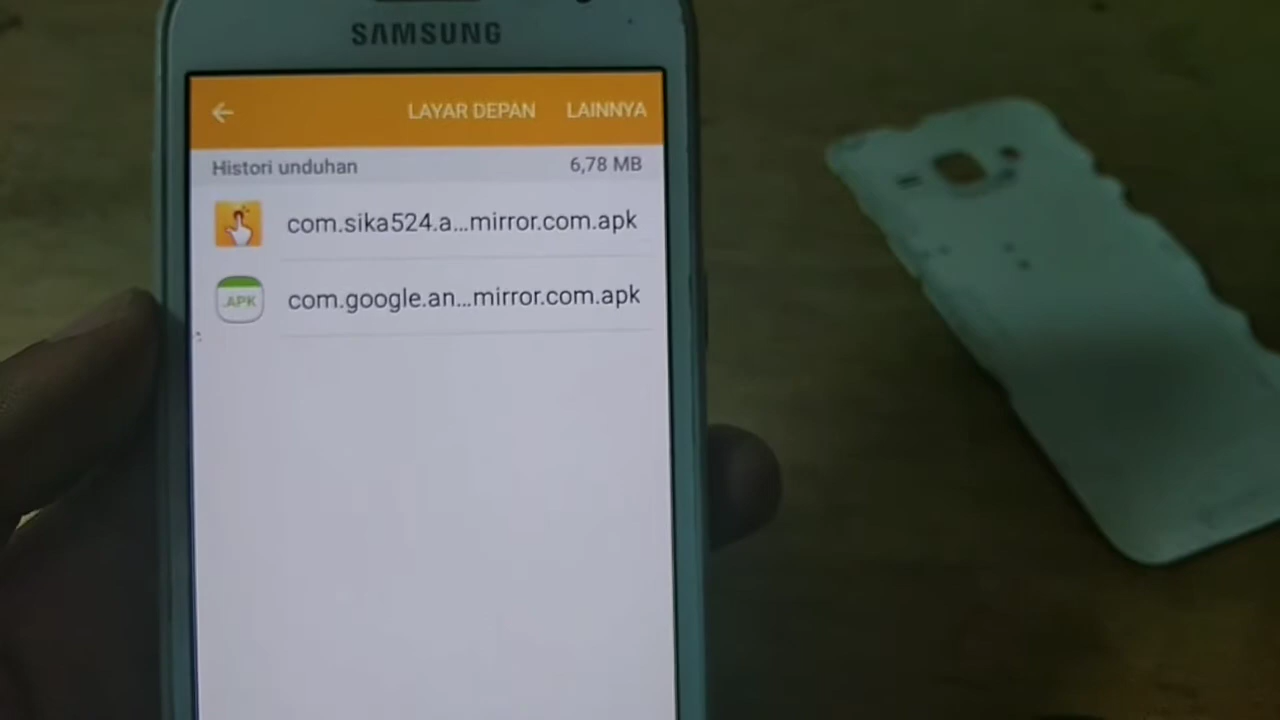 SAMSUNG
LAYAR DEPAN LAINNYA
Histori unduhan 6,78 MB
com.sika524.a...mirror.com.apk
.APK com.google.an...mirror.com.apk